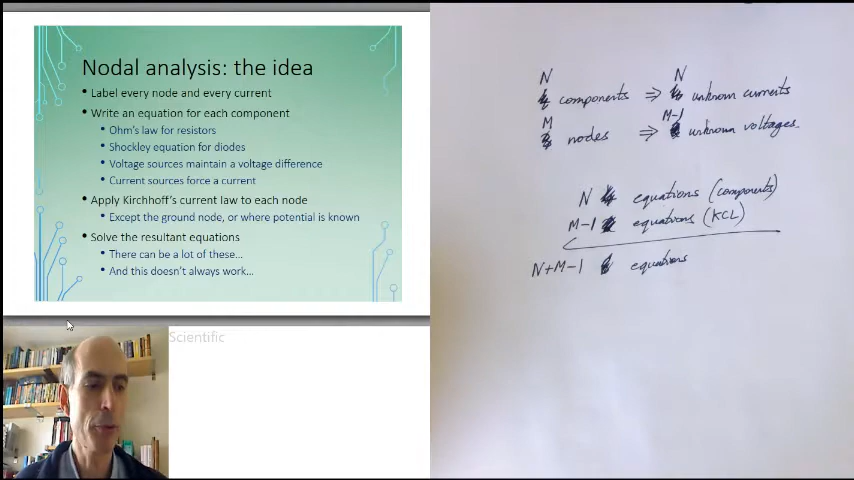 Nodal analysis: the idea
• Label every node and every current
• Write an equation for each component
• Ohm's law for resistors
• Shockley equation for diodes
• Voltage sources maintain a voltage difference
• Current sources force a current
• Apply Kirchhoff's current law to each node
• Except the ground node, or where potential is known
• Solve the resultant equations
• There can be a lot of these...
• And this doesn't always work...
Scientific
N N
components ⇒ unknown currents
M M-1
nodes ⇒ unknown voltages.
N equations (components)
M-1 equations (KCL)
N+M-1 equations